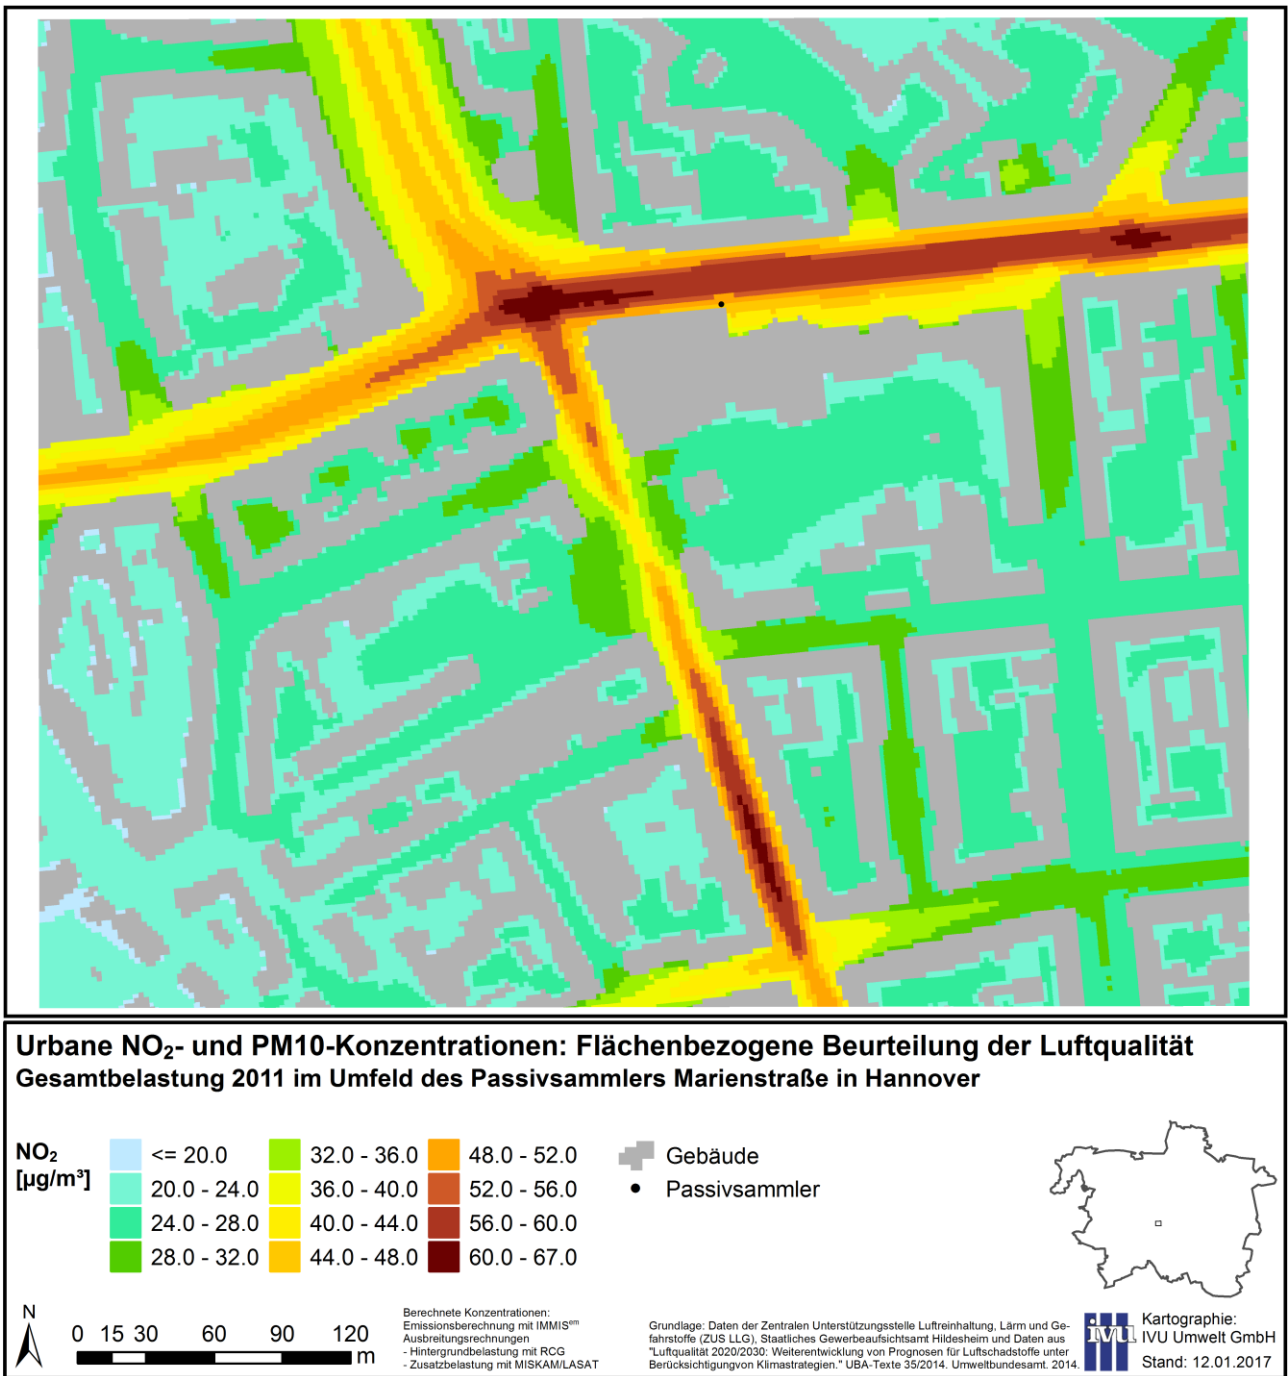 Urbane NO₂- und PM10-Konzentrationen: Flächenbezogene Beurteilung der Luftqualität
Gesamtbelastung 2011 im Umfeld des Passivsammlers Marienstraße in Hannover
NO₂
[µg/m³]
<= 20.0
20.0 - 24.0
24.0 - 28.0
28.0 - 32.0
32.0 - 36.0
36.0 - 40.0
40.0 - 44.0
44.0 - 48.0
48.0 - 52.0
52.0 - 56.0
56.0 - 60.0
60.0 - 67.0
Gebäude
Passivsammler
N
0 15 30 60 90 120
m
Berechnete Konzentrationen:
Emissionsberechnung mit IMMISᵉᵐ
Ausbreitungsrechnungen
- Hintergrundbelastung mit RCG
- Zusatzbelastung mit MISKAM/LASAT
Grundlage: Daten der Zentralen Unterstützungsstelle Luftreinhaltung, Lärm und Ge-
fahrstoffe (ZUS LLG), Staatliches Gewerbeaufsichtsamt Hildesheim und Daten aus
"Luftqualität 2020/2030: Weiterentwicklung von Prognosen für Luftschadstoffe unter
Berücksichtigungvon Klimastrategien." UBA-Texte 35/2014. Umweltbundesamt. 2014.
ivu
Kartographie:
IVU Umwelt GmbH
Stand: 12.01.2017